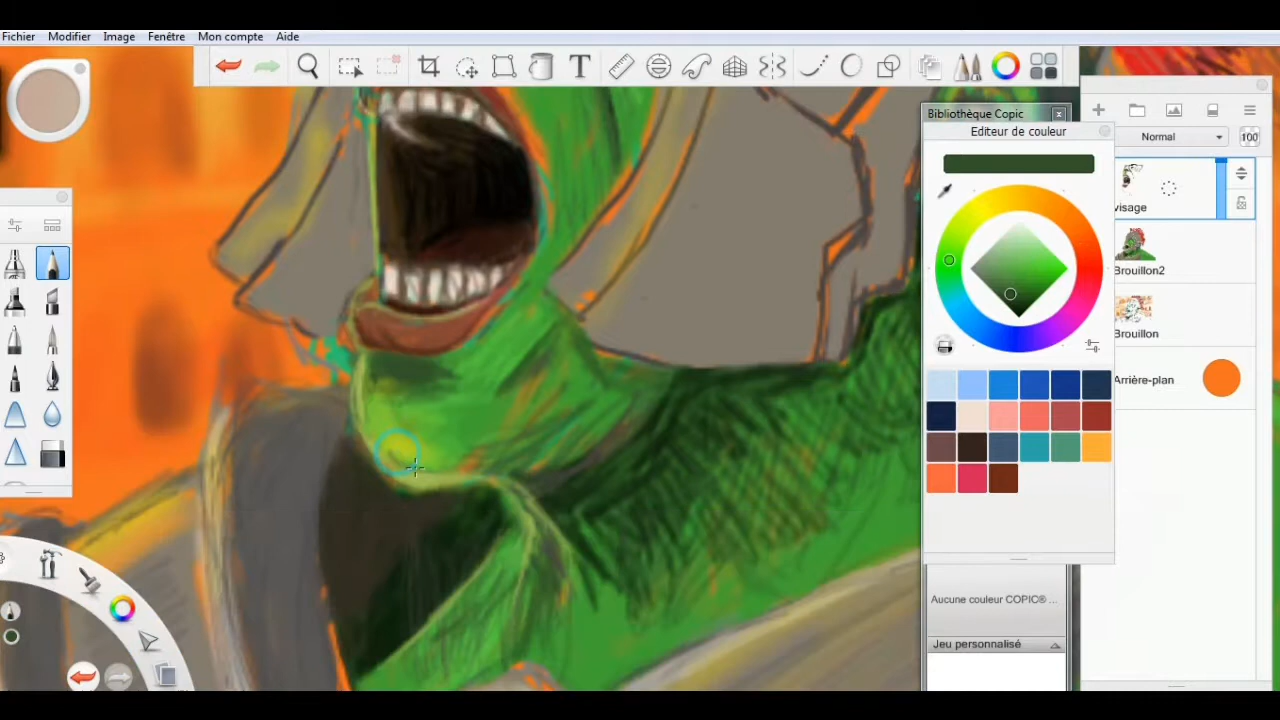 Fichier Modifier Image Fenêtre Mon compte Aide
Bibliothèque Copic
Editeur de couleur
Normal
100
visage
Brouillon2
Brouillon
Arrière-plan
Aucune couleur COPIC® ...
Jeu personnalisé